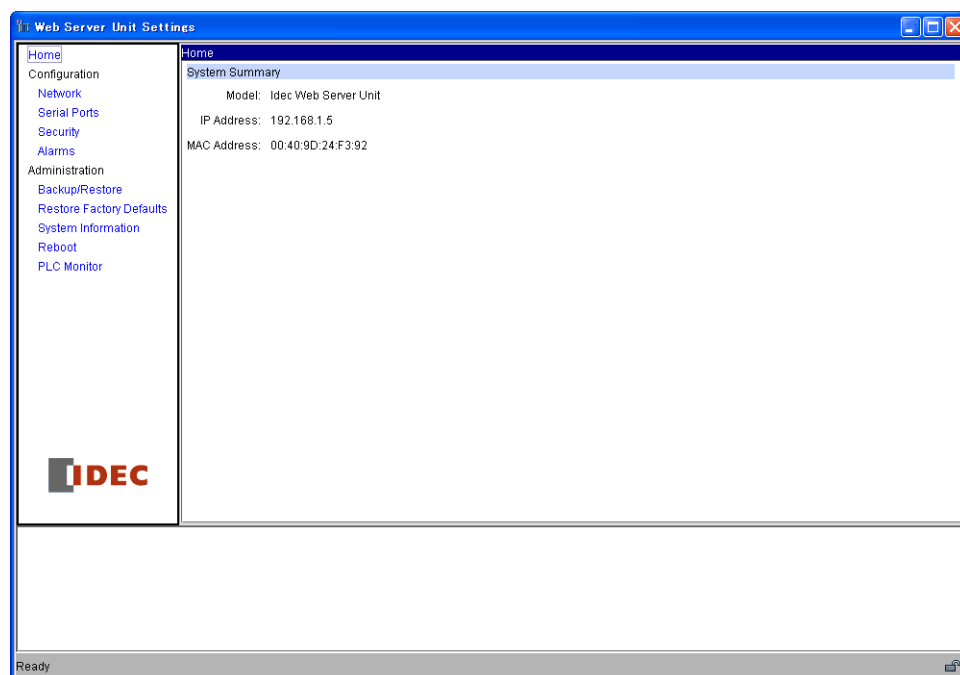 Web Server Unit Settings
Home
Configuration
Network
Serial Ports
Security
Alarms
Administration
Backup/Restore
Restore Factory Defaults
System Information
Reboot
PLC Monitor
IDEC
Home
System Summary
Model: Idec Web Server Unit
IP Address: 192.168.1.5
MAC Address: 00:40:9D:24:F3:92
Ready